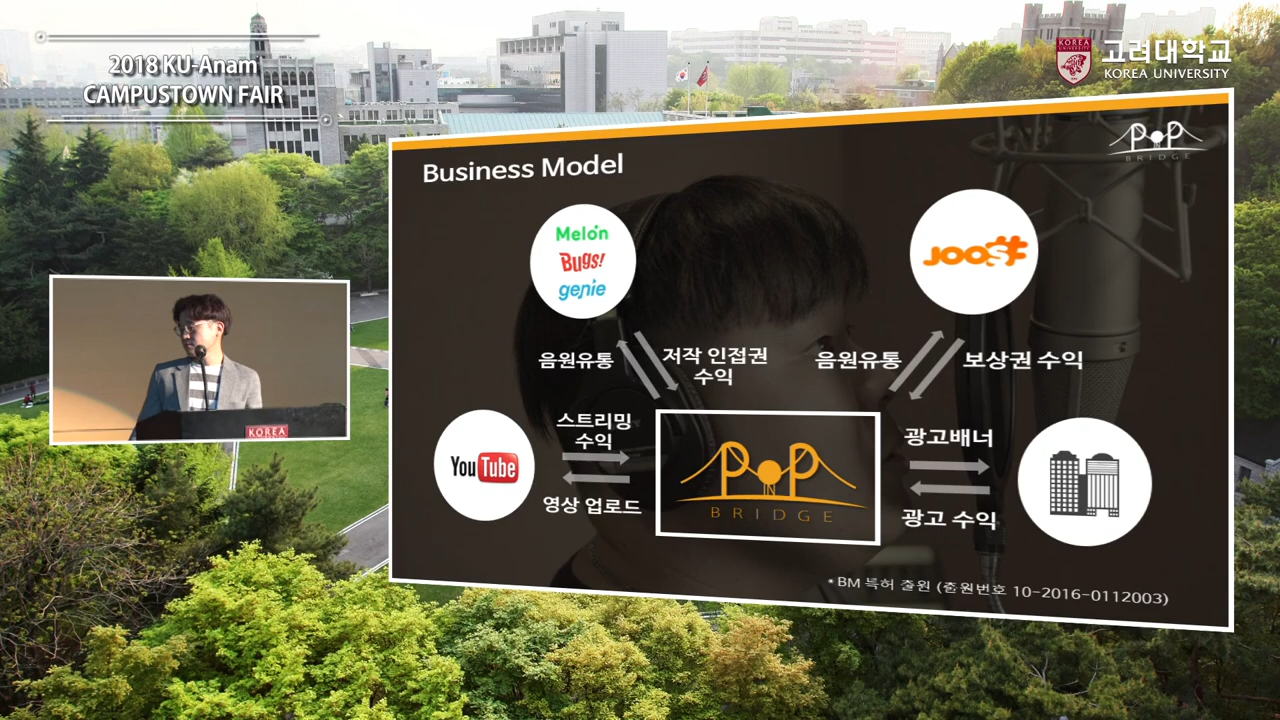 2018 KU-Anam
CAMPUSTOWN FAIR
KOREA
UNIVERSITY
고려대학교
KOREA UNIVERSITY
POP
BRIDGE
Business Model
Melon
Bugs!
genie
JOOS
음원유통
저작 인접권
수익
음원유통
보상권 수익
YouTube
스트리밍
수익
영상 업로드
POP
IN
BRIDGE
광고배너
광고 수익
*BM 특허 출원 (출원번호 10-2016-0112003)
KOREA